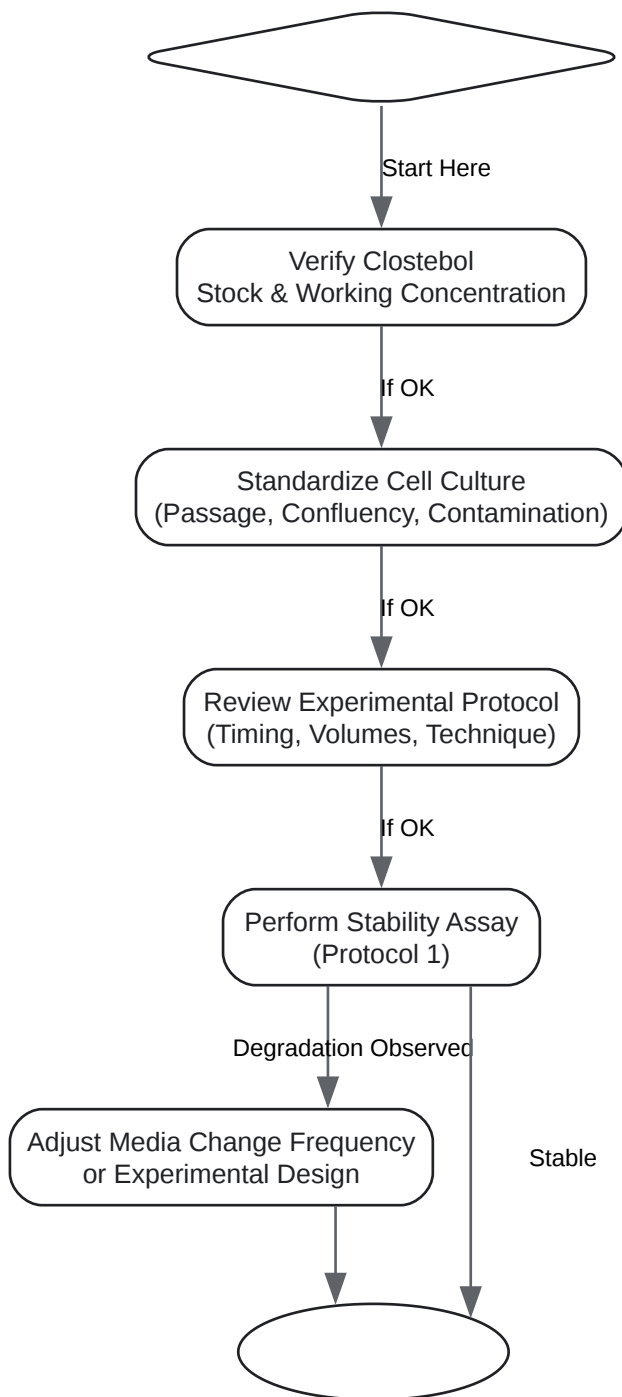 Start Here
Verify Clostebol
Stock & Working Concentration
If OK
Standardize Cell Culture
(Passage, Confluency, Contamination)
If OK
Review Experimental Protocol
(Timing, Volumes, Technique)
If OK
Perform Stability Assay
(Protocol 1)
Degradation Observed
Adjust Media Change Frequency
or Experimental Design
Stable